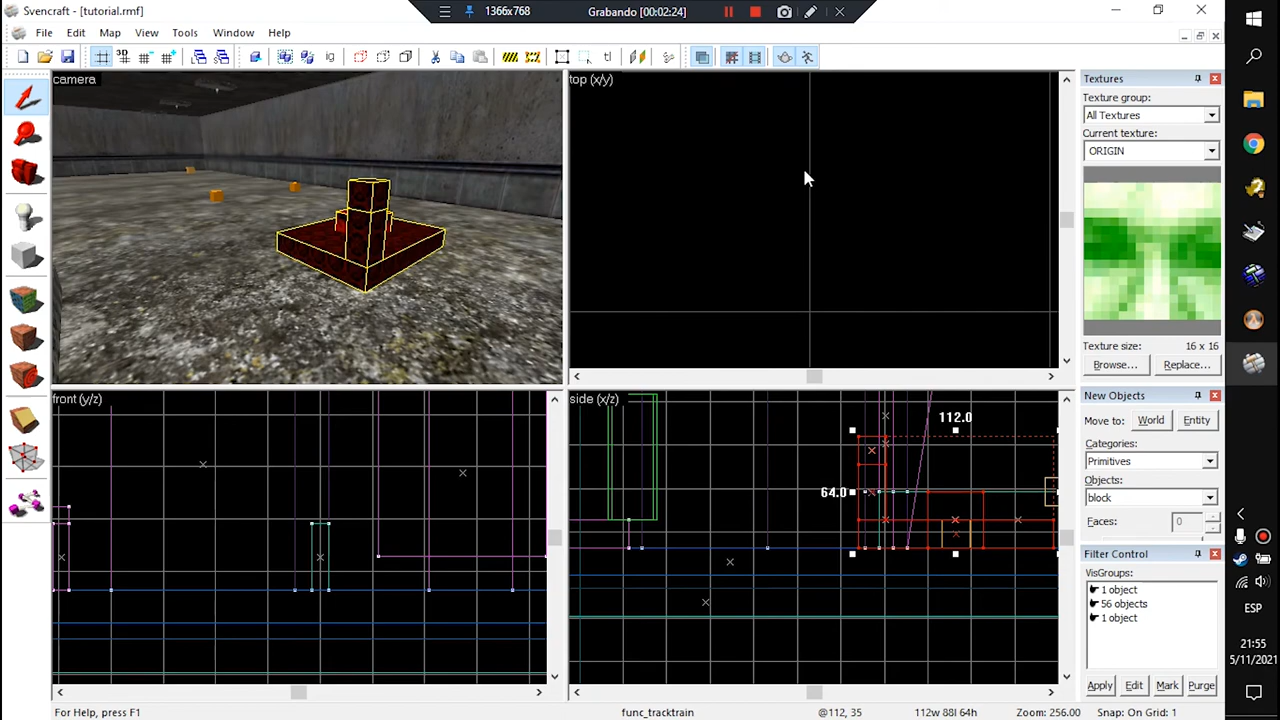 Svencraft - [tutorial.rmf]
1366x768
Grabando [00:02:24]
File Edit Map View Tools Window Help
3D
ig
tl
camera
top (x/y)
front (y/z)
side (x/z)
112.0
64.0
Textures
Texture group:
All Textures
Current texture:
ORIGIN
Texture size: 16 x 16
Browse... Replace...
New Objects
Move to: World Entity
Categories:
Primitives
Objects:
block
Faces: 0
Filter Control
VisGroups:
1 object
56 objects
1 object
Apply Edit Mark Purge
For Help, press F1
func_tracktrain
@112, 35
112w 88l 64h
Zoom: 256.00
Snap: On Grid: 1
ESP
21:55
5/11/2021